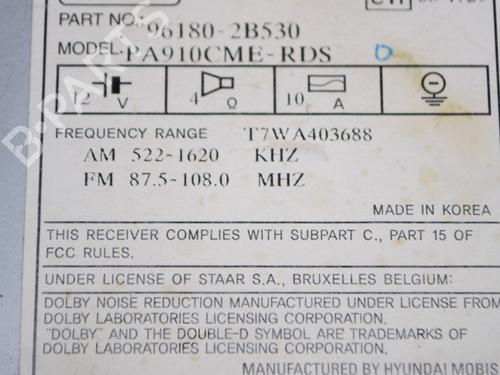 PART NO.: 96180-2B530
MODEL: PA910CME-RDS
12 V
4 Ω
10 A
FREQUENCY RANGE T7WA403688
AM 522~1620 KHZ
FM 87.5~108.0 MHZ
MADE IN KOREA
THIS RECEIVER COMPLIES WITH SUBPART C., PART 15 OF
FCC RULES.
UNDER LICENSE OF STAAR S.A., BRUXELLES BELGIUM:
DOLBY NOISE REDUCTION MANUFACTURED UNDER LICENSE FROM
DOLBY LABORATORIES LICENSING CORPORATION.
"DOLBY" AND THE DOUBLE-D SYMBOL ARE TRADEMARKS OF
DOLBY LABORATORIES LICENSING CORPORATION.
MANUFACTURED BY HYUNDAI MOBIS
B-PARTS